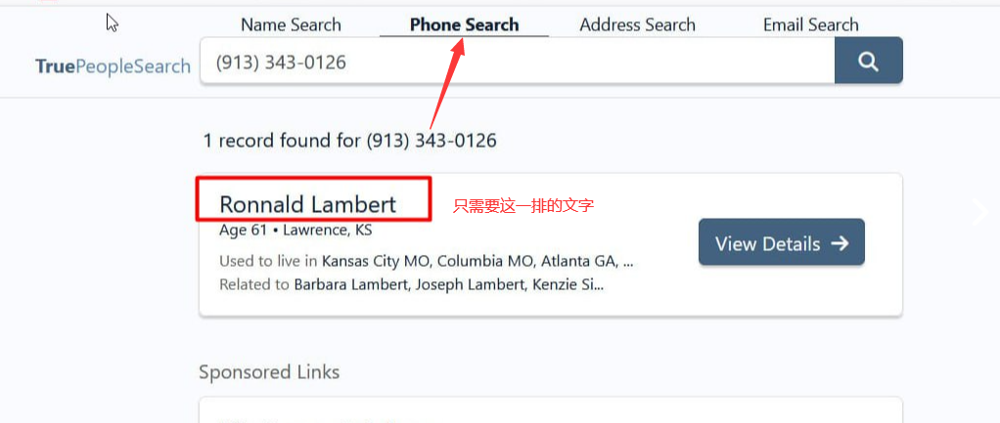 Name Search Phone Search Address Search Email Search
TruePeopleSearch (913) 343-0126
1 record found for (913) 343-0126
Ronnald Lambert 只需要这一排的文字
Age 61 • Lawrence, KS
View Details →
Used to live in Kansas City MO, Columbia MO, Atlanta GA, ...
Related to Barbara Lambert, Joseph Lambert, Kenzie Si...
Sponsored Links